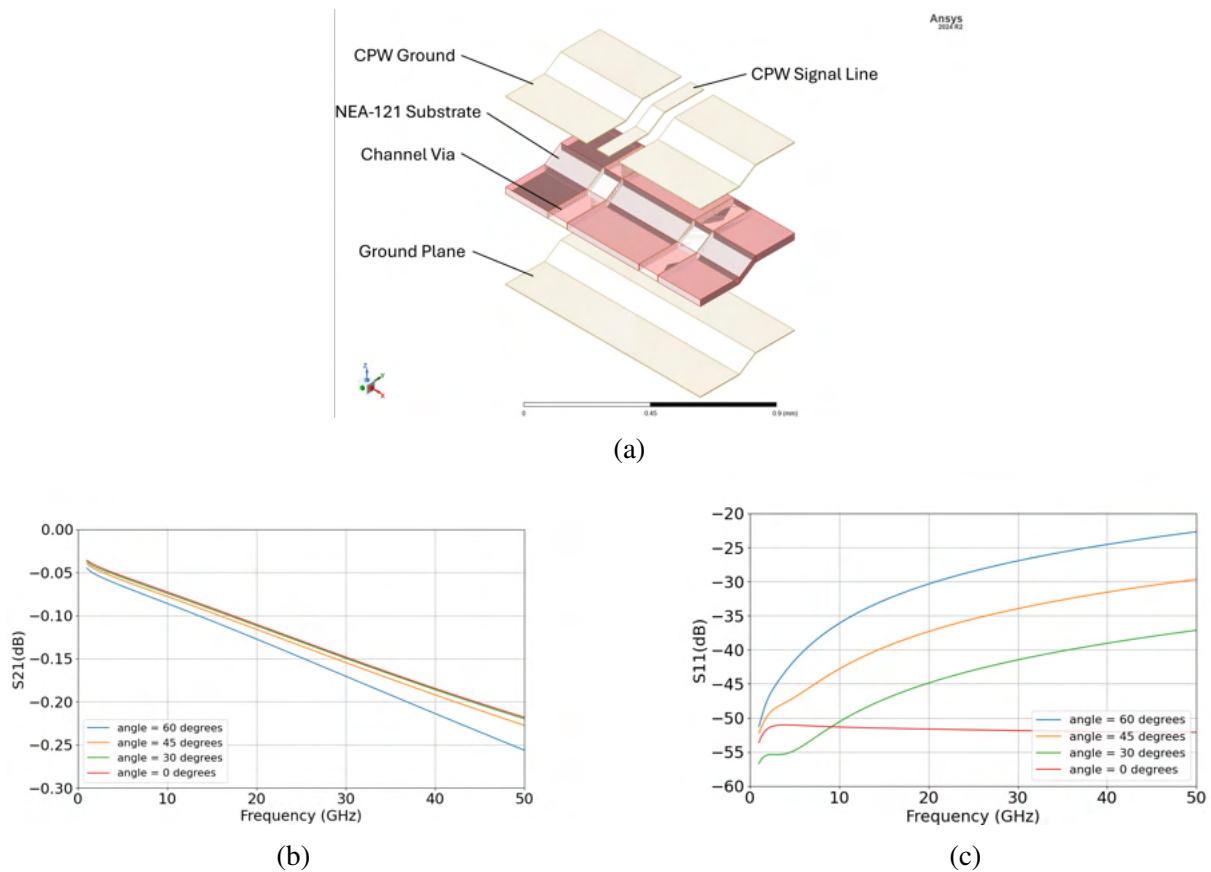 Ansys
2024 R2
CPW Ground
CPW Signal Line
NEA-121 Substrate
Channel Via
Ground Plane
Z
Y
X
0
0.45
0.9 (mm)
(a)
0.00
−0.05
−0.10
−0.15
−0.20
−0.25
−0.30
S21(dB)
angle = 60 degrees
angle = 45 degrees
angle = 30 degrees
angle = 0 degrees
0
10
20
30
40
50
Frequency (GHz)
(b)
−20
−25
−30
−35
−40
−45
−50
−55
−60
S11(dB)
angle = 60 degrees
angle = 45 degrees
angle = 30 degrees
angle = 0 degrees
0
10
20
30
40
50
Frequency (GHz)
(c)